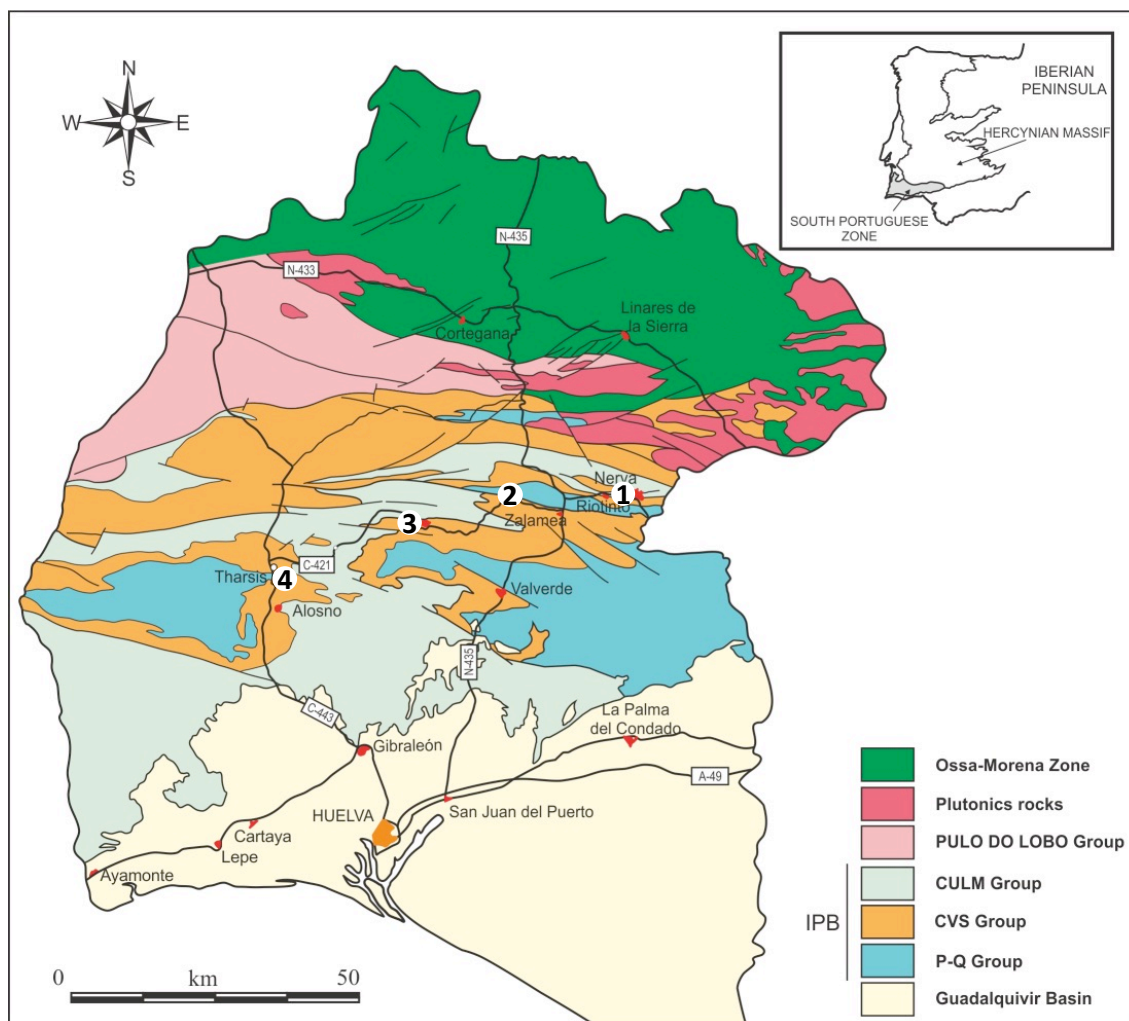 N
W E
S
IBERIAN
PENINSULA
HERCYNIAN MASSIF
SOUTH PORTUGUESE
ZONE
N-435
N-433
Linares de
la Sierra
Cortegana
Nerva
1
2
Riotinto
Zalamea
3
C-421
Tharsis
4
Valverde
Alosno
N-435
La Palma
del Condado
C-443
Gibraleón
A-49
San Juan del Puerto
HUELVA
Cartaya
Lepe
Ayamonte
0 km 50
Ossa-Morena Zone
Plutonics rocks
PULO DO LOBO Group
CULM Group
IPB
CVS Group
P-Q Group
Guadalquivir Basin